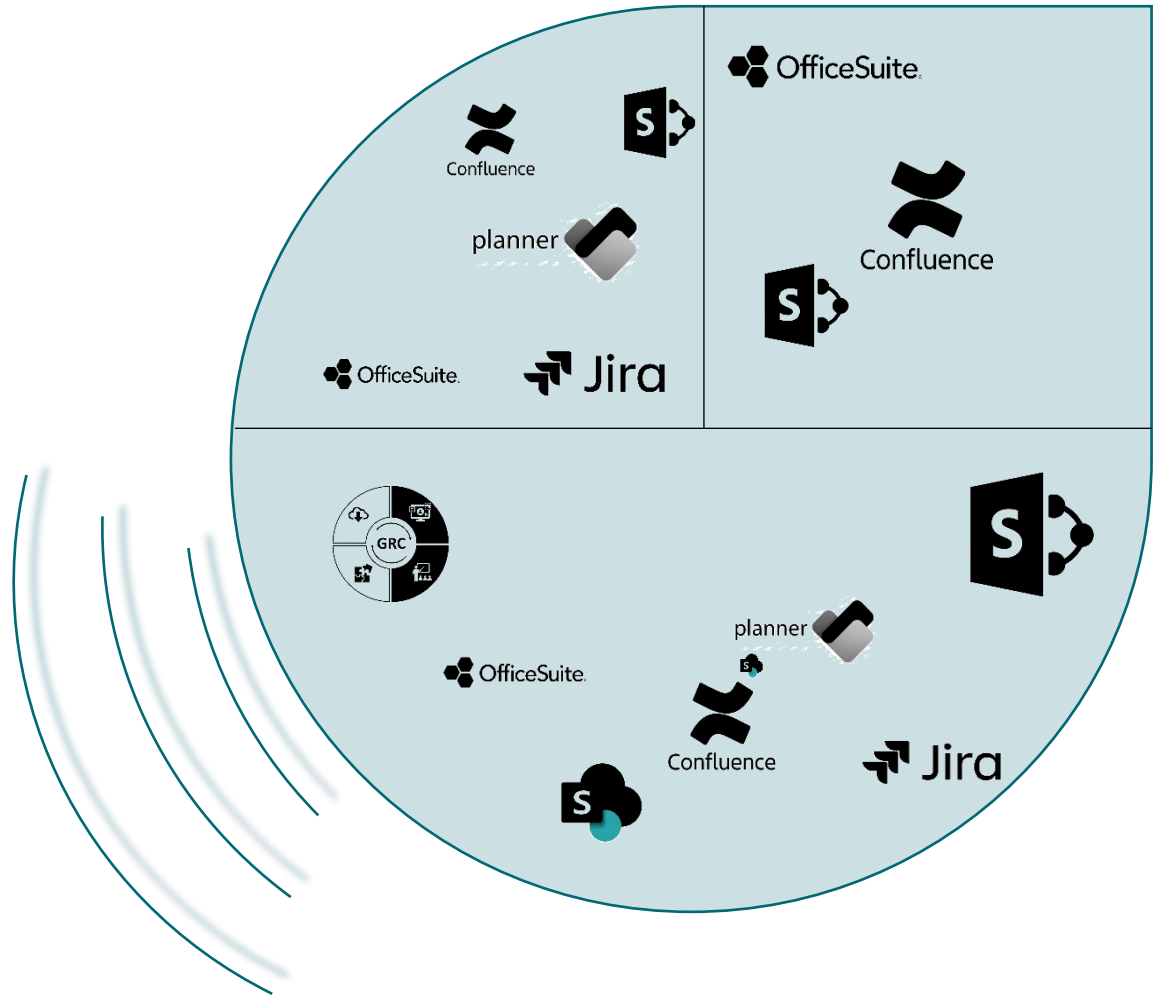 OfficeSuite.
Confluence
S
planner
OfficeSuite.
Jira
Confluence
S
GRC
S
planner
S
OfficeSuite.
Confluence
Jira
S